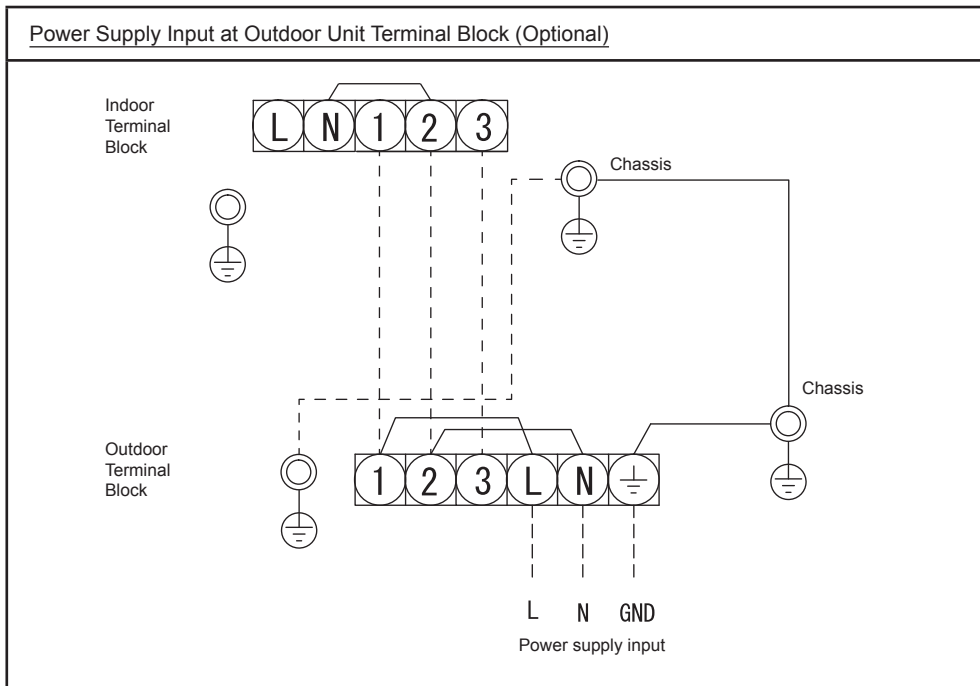 Power Supply Input at Outdoor Unit Terminal Block (Optional)
Indoor
Terminal
Block
L N 1 2 3
Chassis
Chassis
Outdoor
Terminal
Block
1 2 3 L N
L N GND
Power supply input